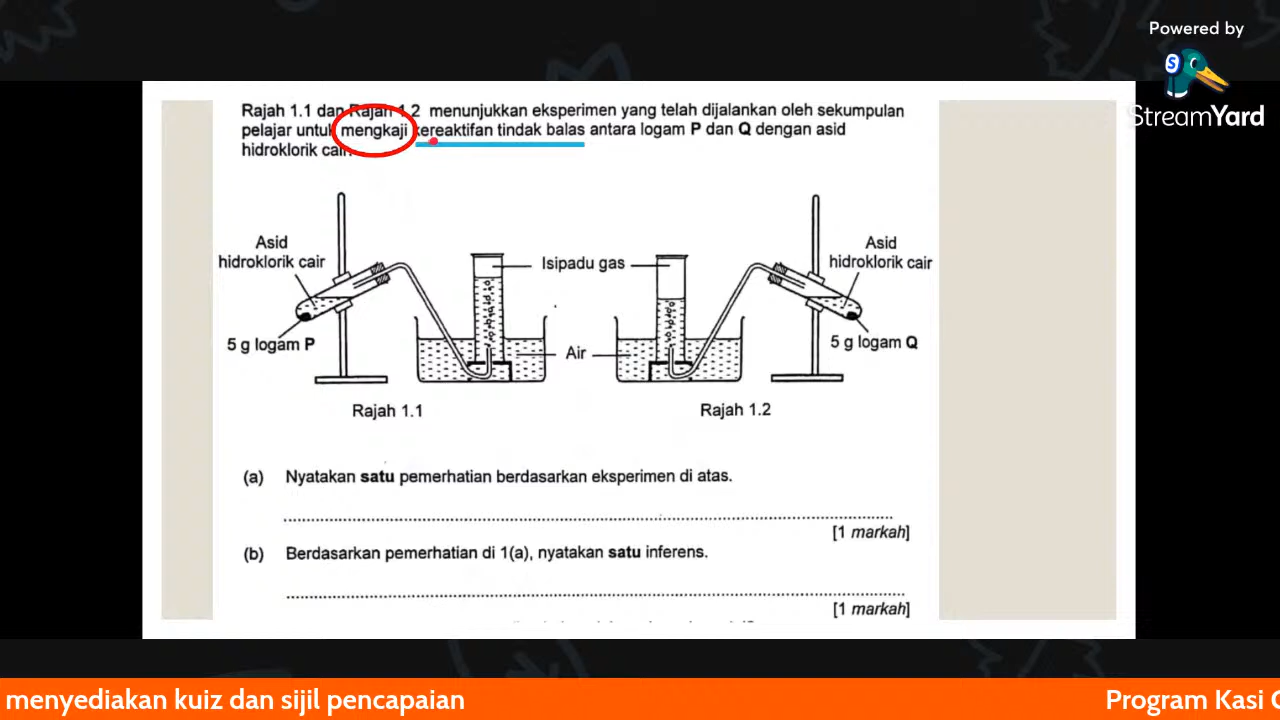 Powered by
S
StreamYard
Rajah 1.1 dan Rajah 1.2 menunjukkan eksperimen yang telah dijalankan oleh sekumpulan
pelajar untuk mengkaji kereaktifan tindak balas antara logam P dan Q dengan asid
hidroklorik cair.
Asid
hidroklorik cair
Isipadu gas
Asid
hidroklorik cair
5 g logam P
Air
5 g logam Q
Rajah 1.1
Rajah 1.2
(a) Nyatakan satu pemerhatian berdasarkan eksperimen di atas.
[1 markah]
(b) Berdasarkan pemerhatian di 1(a), nyatakan satu inferens.
[1 markah]
menyediakan kuiz dan sijil pencapaian
Program Kasi